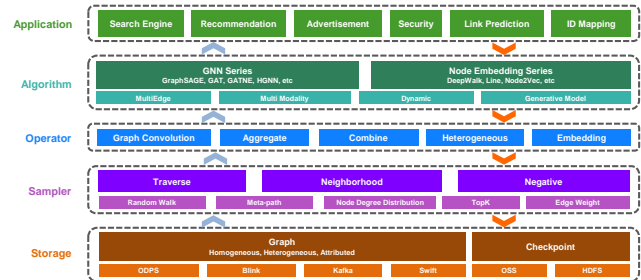 Application
Search Engine
Recommendation
Advertisement
Security
Link Prediction
ID Mapping
Algorithm
GNN Series
GraphSAGE, GAT, GATNE, HGNN, etc
Node Embedding Series
DeepWalk, Line, Node2Vec, etc
MultiEdge
Multi Modality
Dynamic
Generative Model
Operator
Graph Convolution
Aggregate
Combine
Heterogeneous
Embedding
Sampler
Traverse
Neighborhood
Negative
Random Walk
Meta-path
Node Degree Distribution
TopK
Edge Weight
Storage
Graph
Homogeneous, Heterogeneous, Attributed
Checkpoint
ODPS
Blink
Kafka
Swift
OSS
HDFS